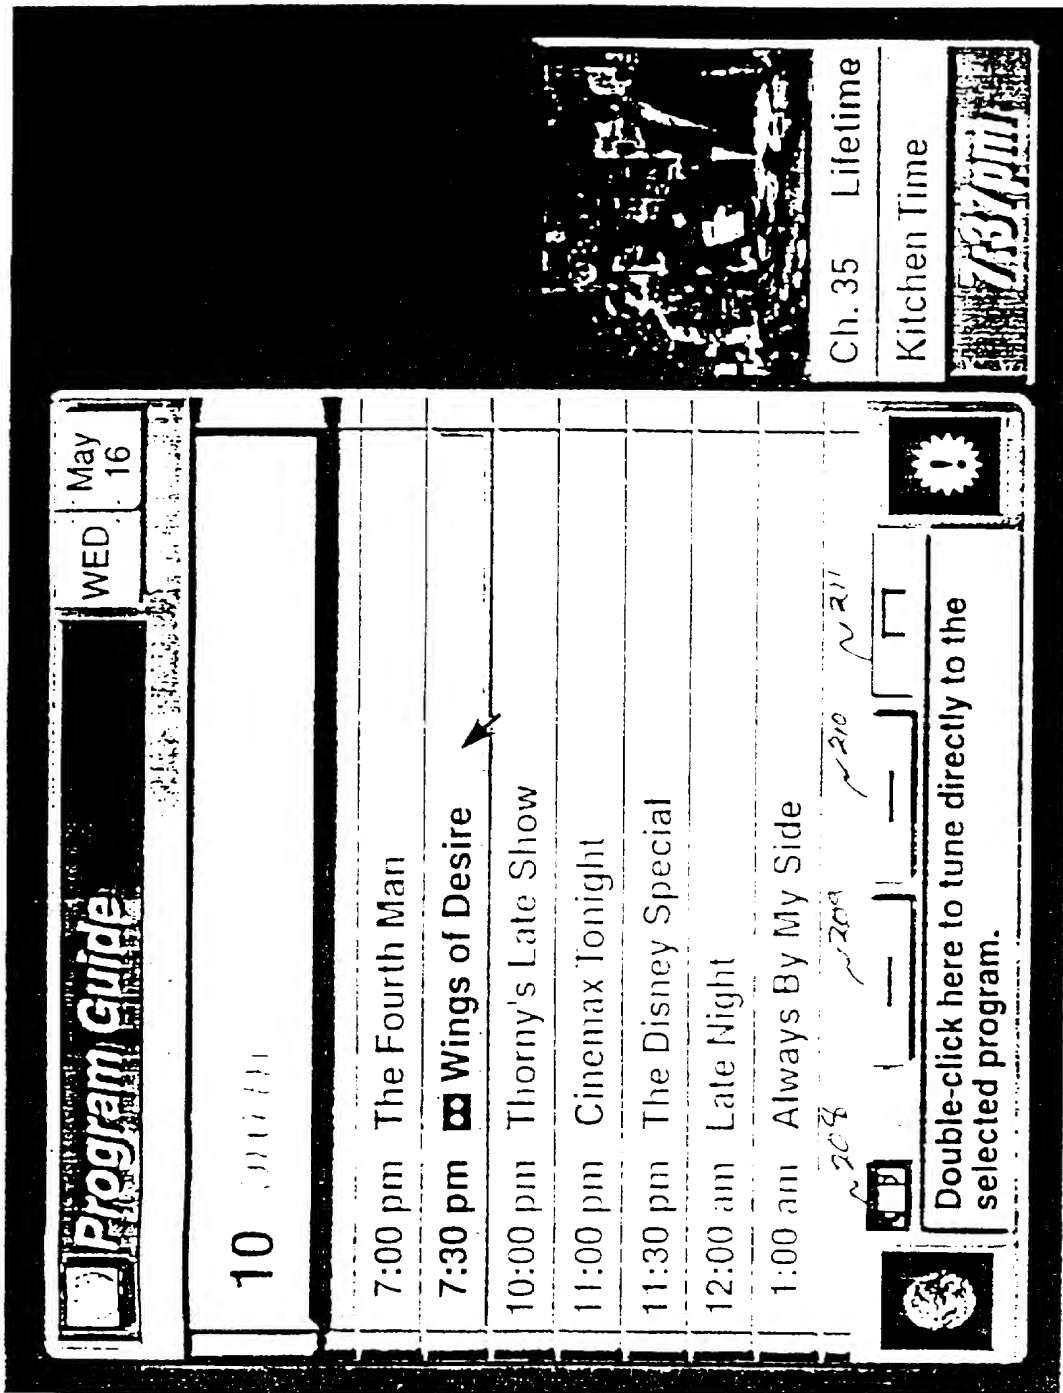 Program Guide
WED
May
16
10
7:00 pm The Fourth Man
7:30 pm Wings of Desire
10:00 pm Thorny's Late Show
11:00 pm Cinemax Tonight
11:30 pm The Disney Special
12:00 am Late Night
1:00 am Always By My Side
208
209
210
211
!
Double-click here to tune directly to the
selected program.
Ch. 35 Lifetime
Kitchen Time
7:37pm